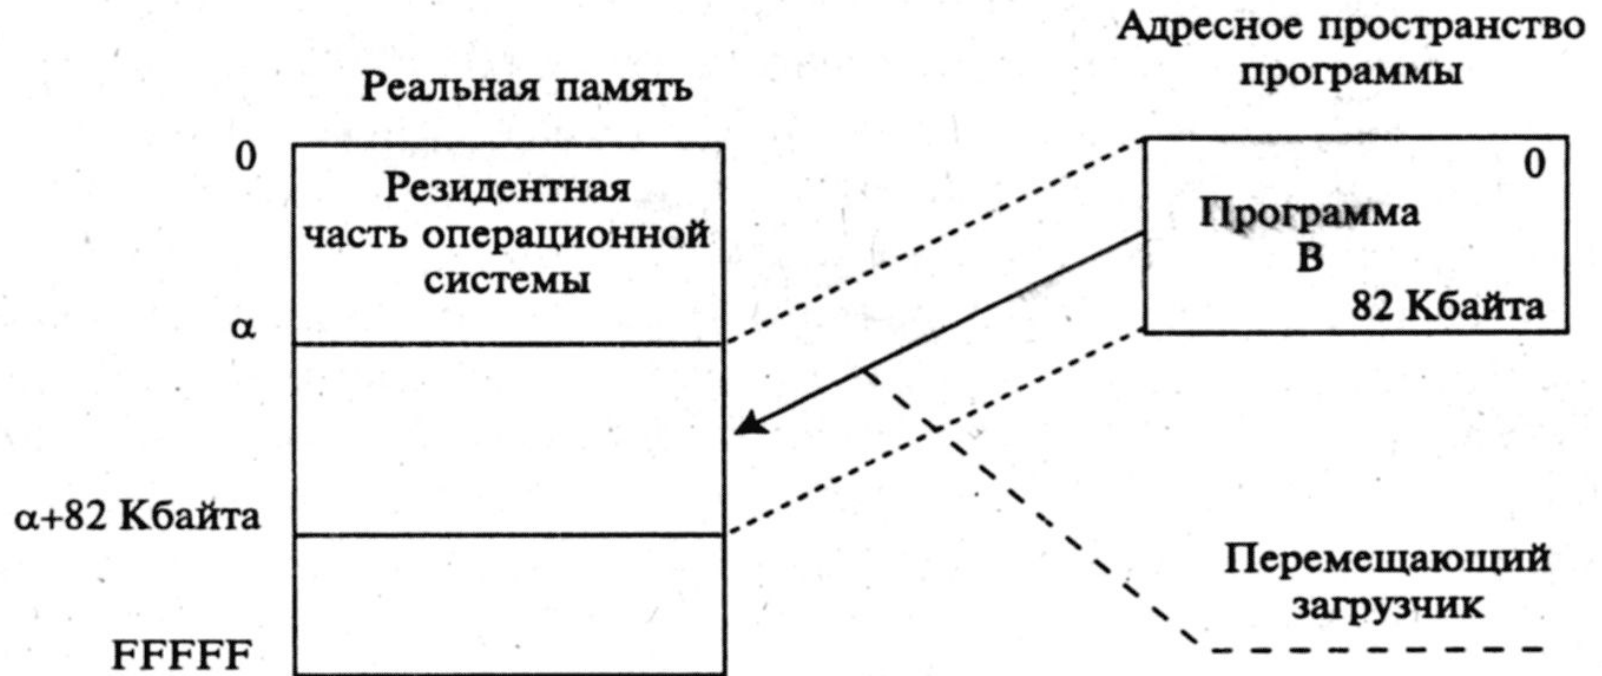 Адресное пространство
программы
Реальная память
0
Резидентная
часть операционной
системы
0
Программа
В
82 Кбайта
α
α+82 Кбайта
Перемещающий
загрузчик
FFFFF